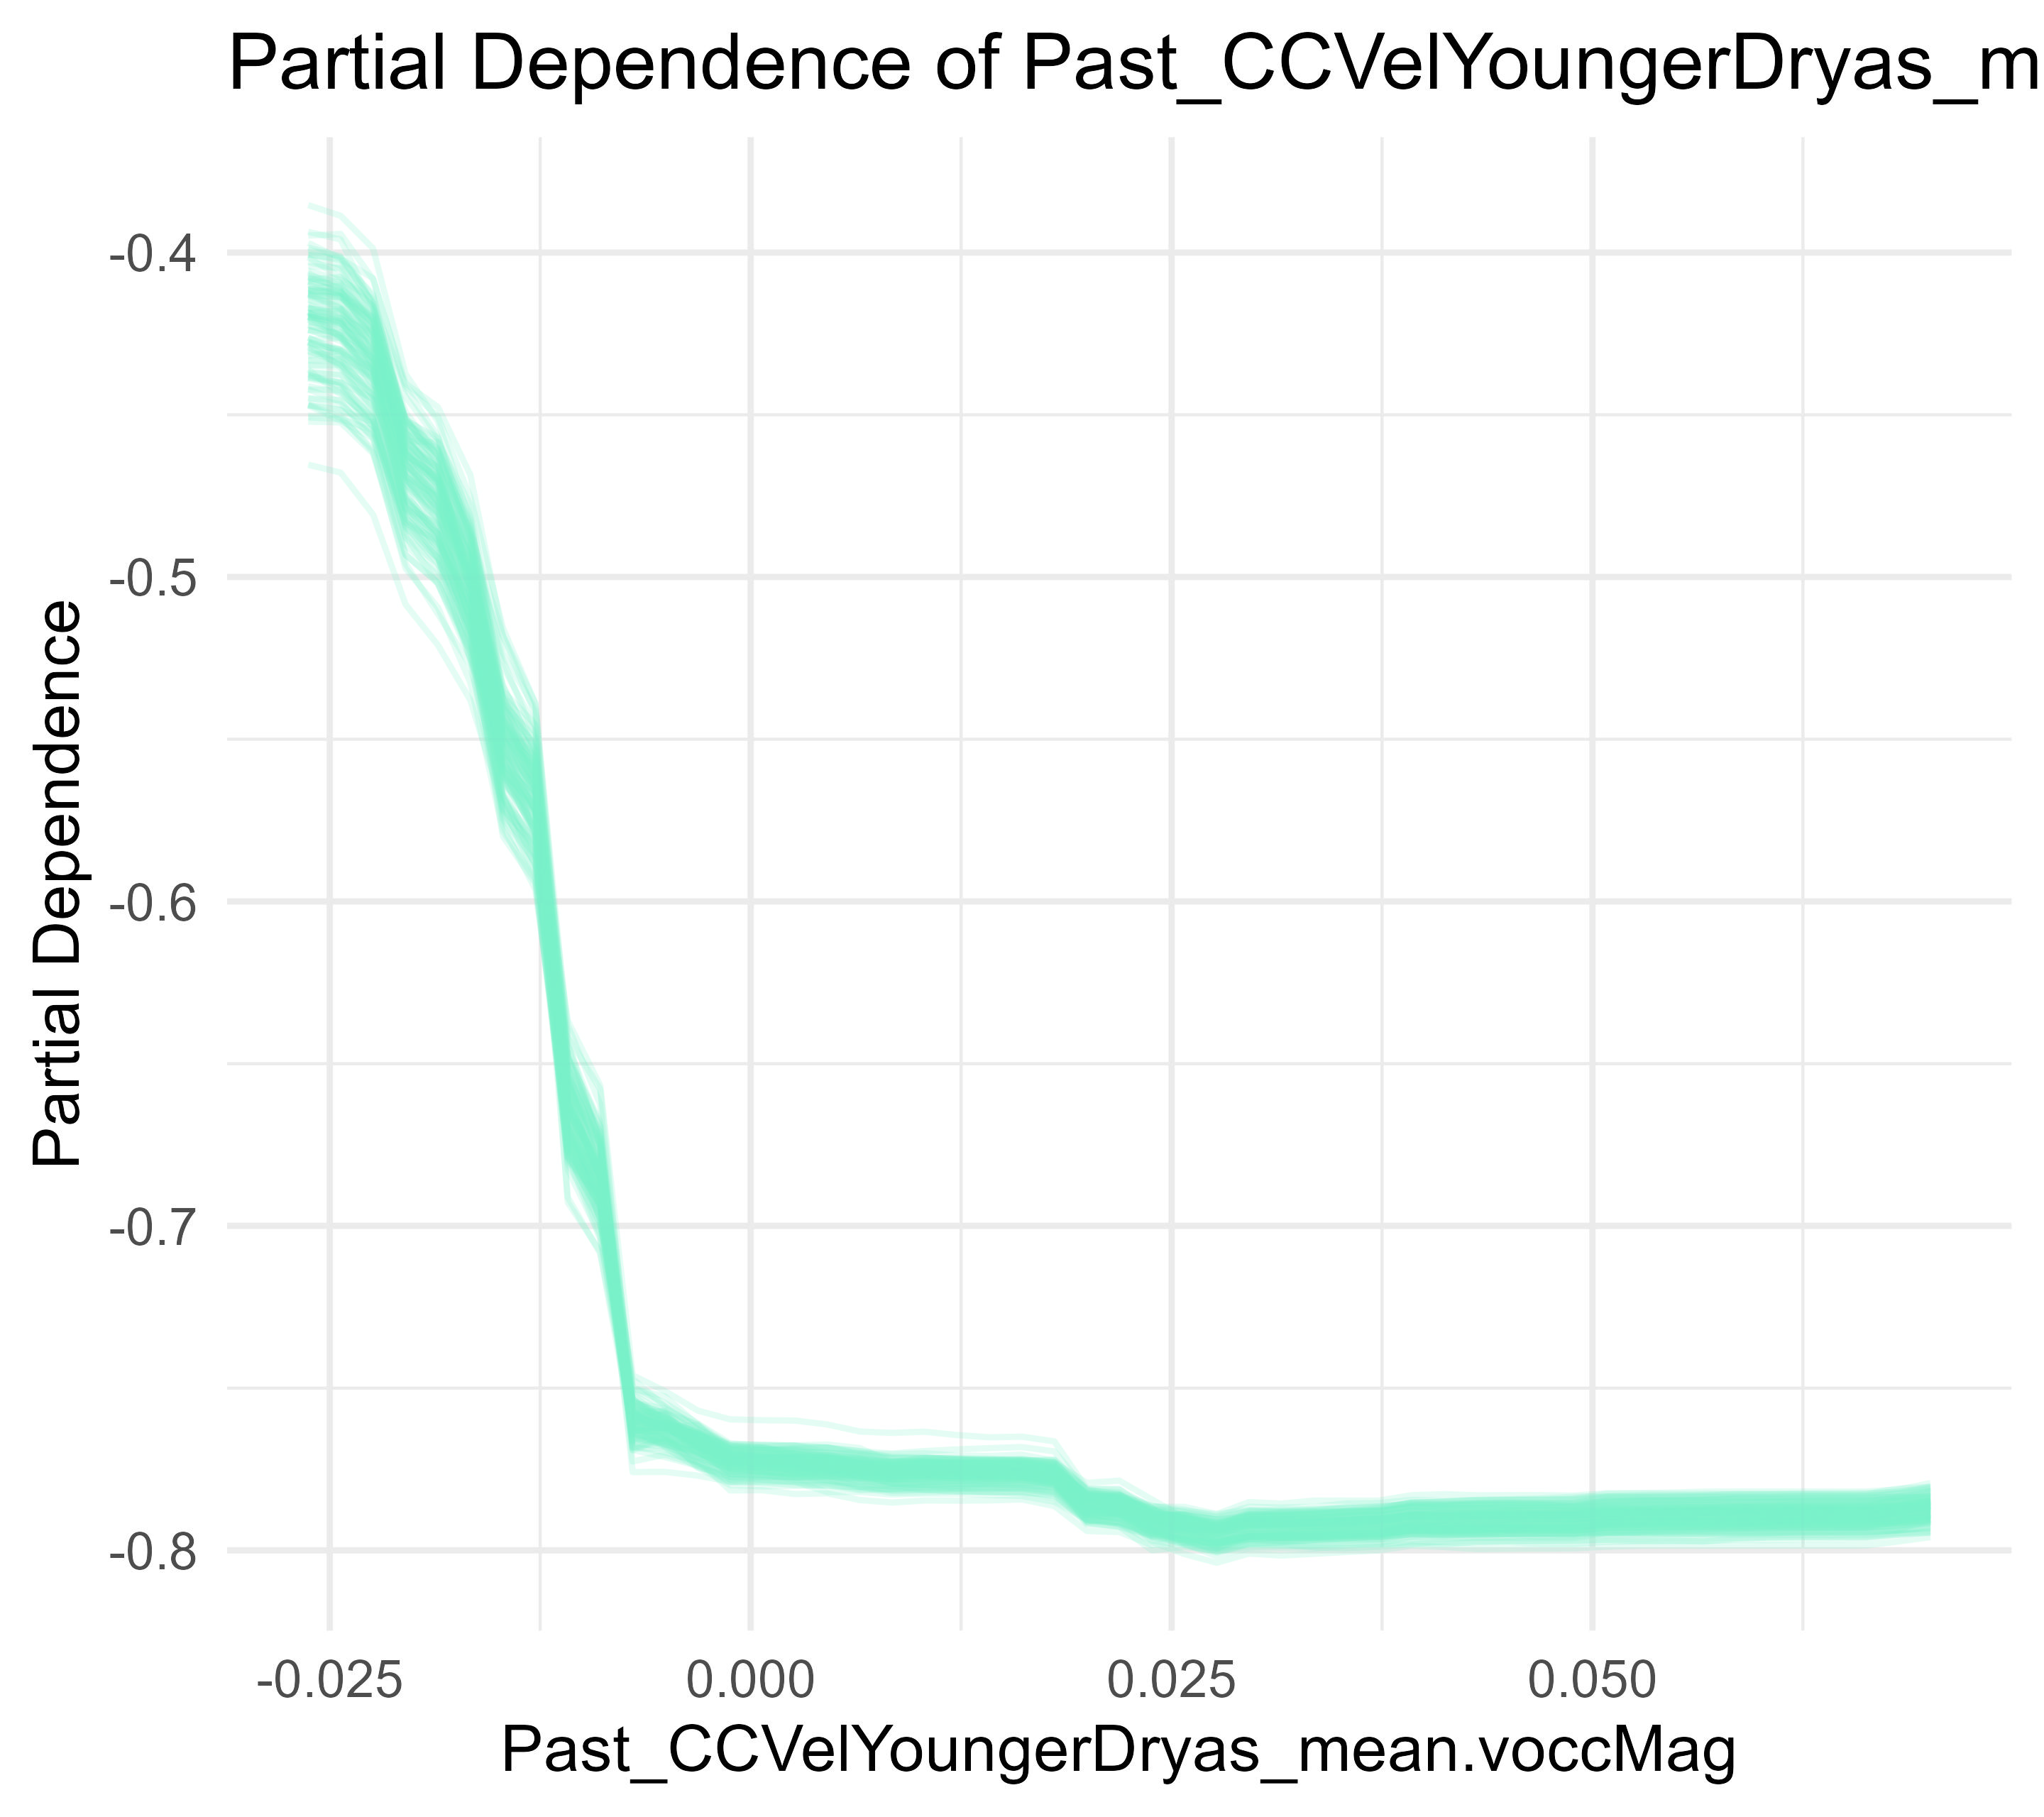 Partial Dependence of Past_CCVelYoungerDryas_m
-0.4
-0.5
-0.6
-0.7
-0.8
Partial Dependence
-0.025 0.000 0.025 0.050
Past_CCVelYoungerDryas_mean.voccMag